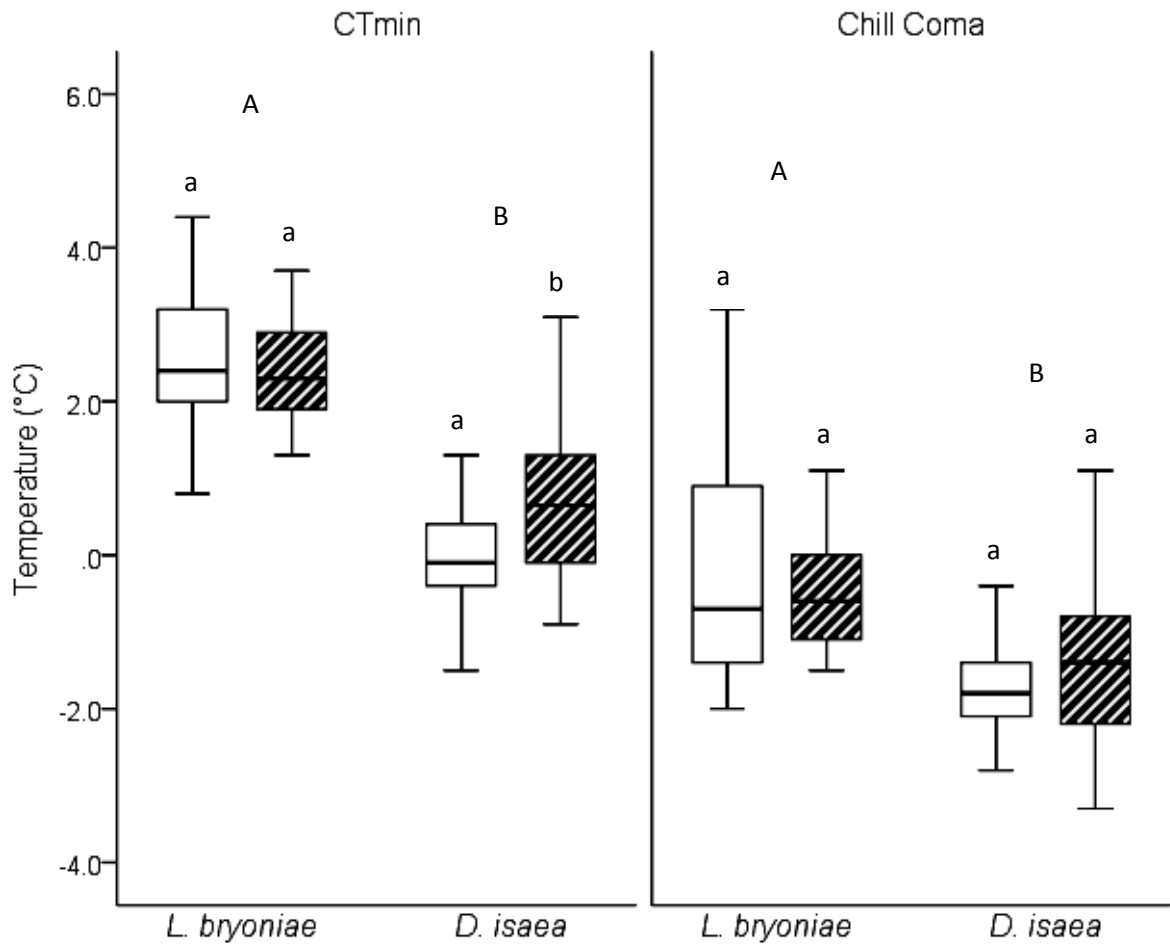 CTmin
Chill Coma
Temperature (°C)
6.0
4.0
2.0
.0
-2.0
-4.0
A
a
a
B
a
b
A
a
a
B
a
a
L. bryoniae
D. isaea
L. bryoniae
D. isaea